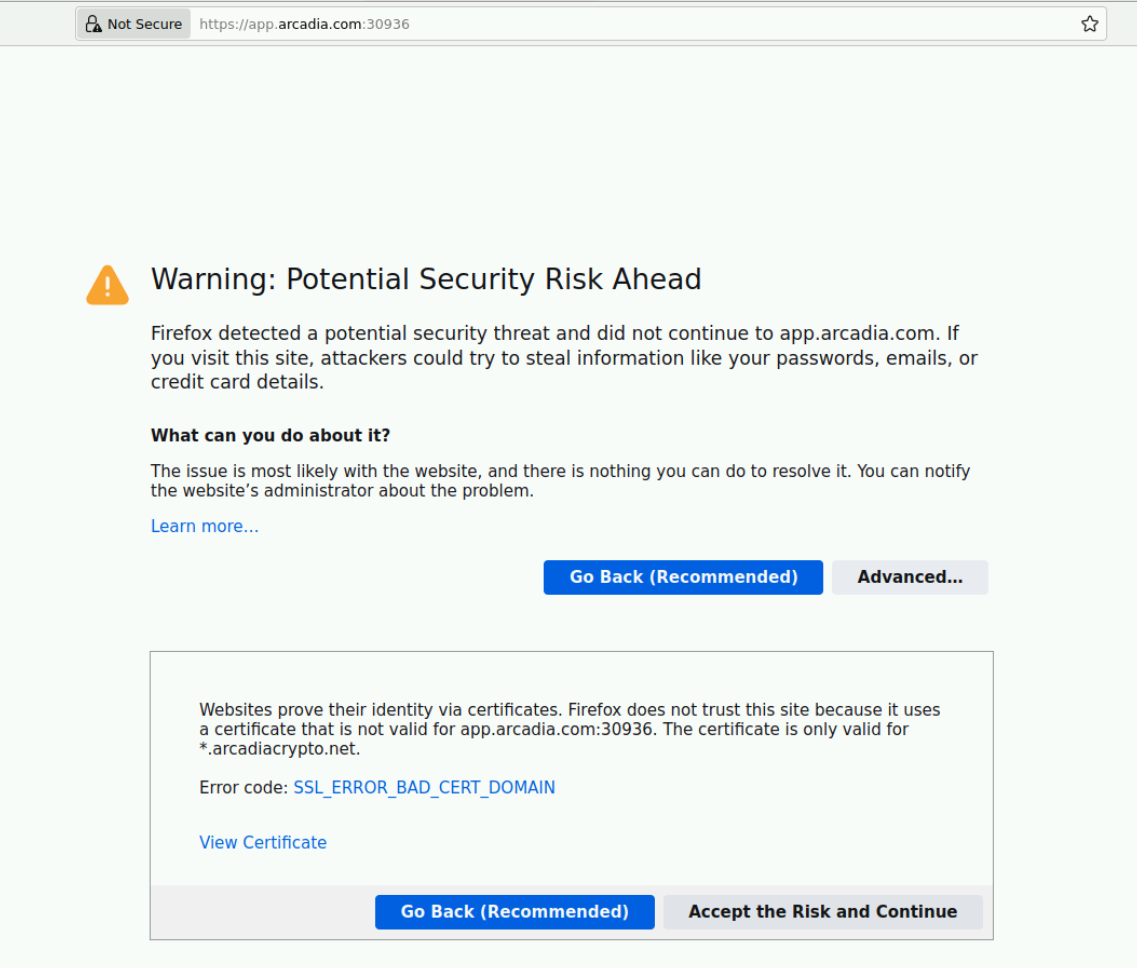 Not Secure https://app.arcadia.com:30936
Warning: Potential Security Risk Ahead
Firefox detected a potential security threat and did not continue to app.arcadia.com. If
you visit this site, attackers could try to steal information like your passwords, emails, or
credit card details.
What can you do about it?
The issue is most likely with the website, and there is nothing you can do to resolve it. You can notify
the website’s administrator about the problem.
Learn more…
Go Back (Recommended) Advanced…
Websites prove their identity via certificates. Firefox does not trust this site because it uses
a certificate that is not valid for app.arcadia.com:30936. The certificate is only valid for
*.arcadiacrypto.net.
Error code: SSL_ERROR_BAD_CERT_DOMAIN
View Certificate
Go Back (Recommended) Accept the Risk and Continue